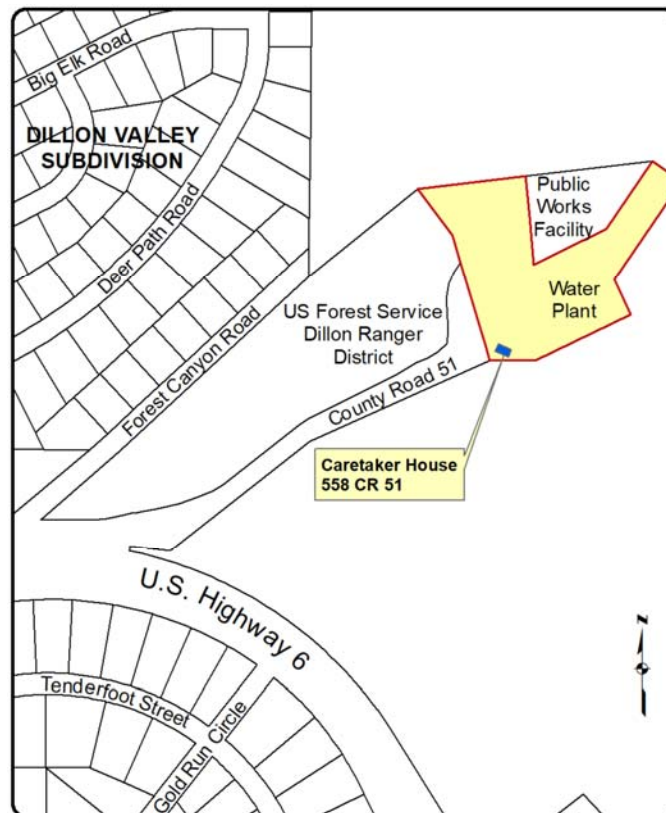 Big Elk Road
DILLON VALLEY
SUBDIVISION
Deer Path Road
Public
Works
Facility
Water
Plant
US Forest Service
Dillon Ranger
District
Forest Canyon Road
County Road 51
Caretaker House
558 CR 51
U.S. Highway 6
Tenderfoot Street
Gold Run Circle
N